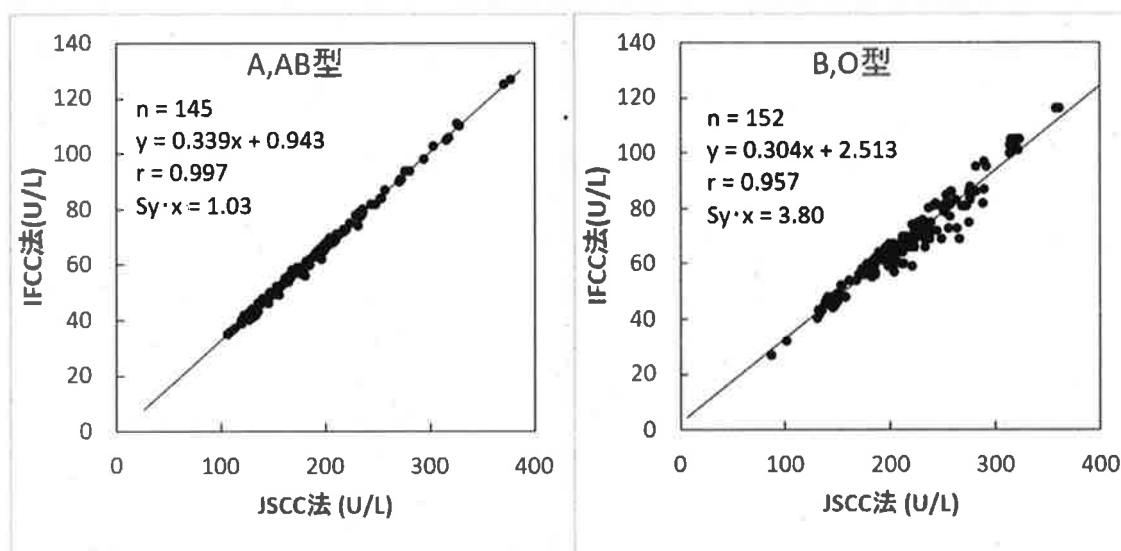 A,AB型
n = 145
y = 0.339x + 0.943
r = 0.997
Sy･x = 1.03
IFCC法(U/L)
140
120
100
80
60
40
20
0
0 100 200 300 400
JSCC法 (U/L)
B,O型
n = 152
y = 0.304x + 2.513
r = 0.957
Sy･x = 3.80
IFCC法(U/L)
140
120
100
80
60
40
20
0
0 100 200 300 400
JSCC法 (U/L)